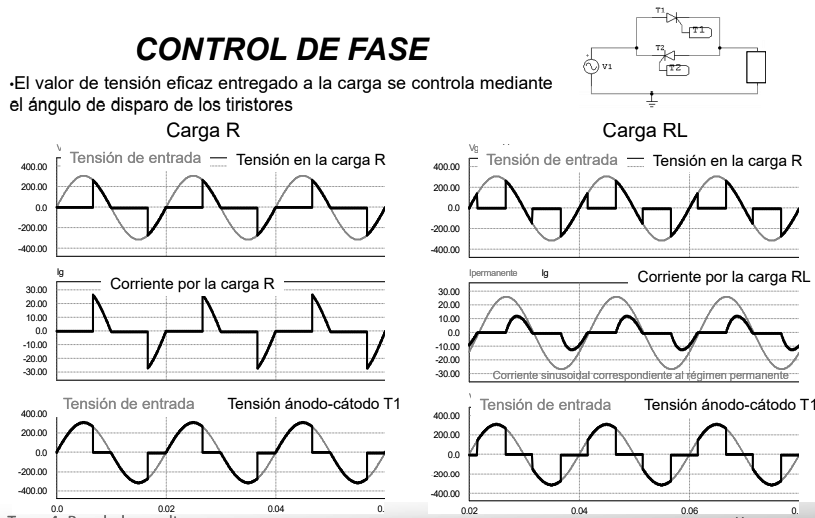 CONTROL DE FASE
T1
T1
T2
T2
V1
•El valor de tensión eficaz entregado a la carga se controla mediante
el ángulo de disparo de los tiristores
Carga R
Tensión de entrada
Tensión en la carga R
400.00
200.00
0.0
-200.00
-400.00
Ig
Corriente por la carga R
30.00
20.00
10.00
0.0
-10.00
-20.00
-30.00
Tensión de entrada
Tensión ánodo-cátodo T1
400.00
200.00
0.0
-200.00
-400.00
0.0
0.02
0.04
Carga RL
Vg
Tensión de entrada
Tensión en la carga R
400.00
200.00
0.0
-200.00
-400.00
Ipermanente
Ig
Corriente por la carga RL
30.00
20.00
10.00
0.0
-10.00
-20.00
-30.00
Corriente sinusoidal correspondiente al régimen permanente
Tensión de entrada
Tensión ánodo-cátodo T1
400.00
200.00
0.0
-200.00
-400.00
0.02
0.04
0.06